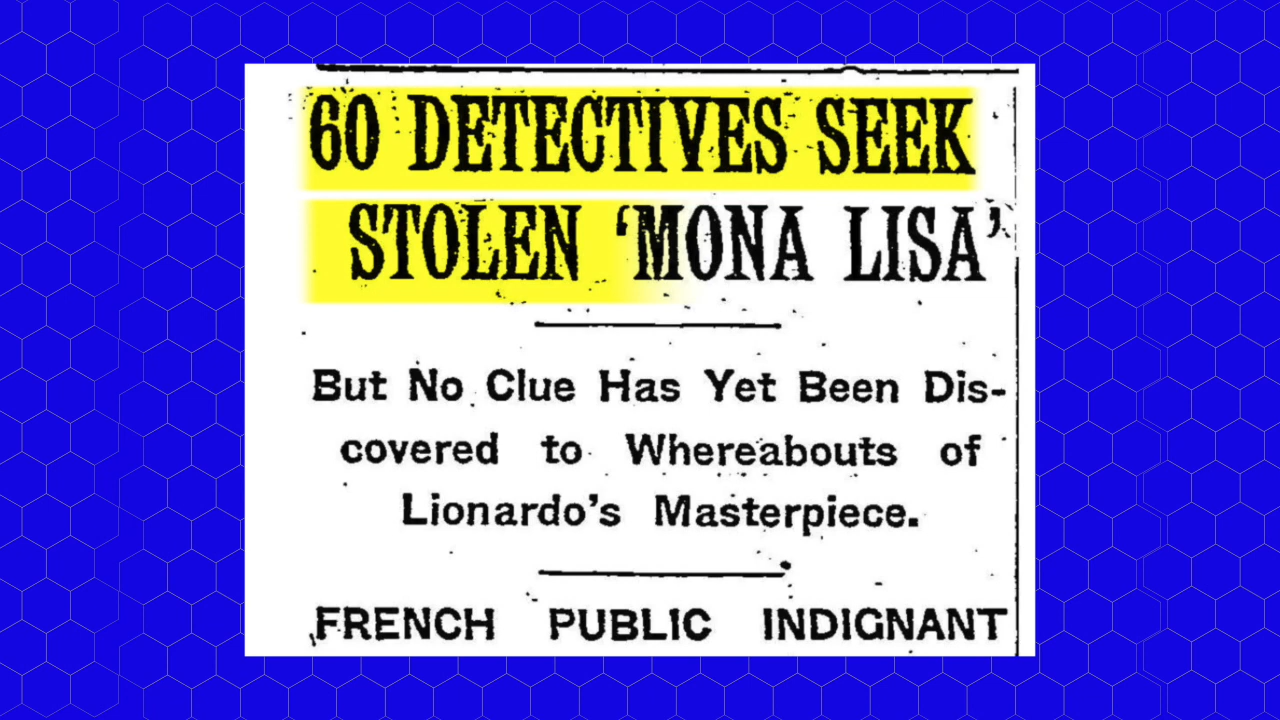 60 DETECTIVES SEEK
STOLEN 'MONA LISA'
But No Clue Has Yet Been Dis-
covered to Whereabouts of
Lionardo's Masterpiece.
FRENCH PUBLIC INDIGNANT